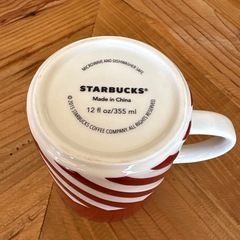 MICROWAVE AND DISHWASHER SAFE
STARBUCKS®
Made in China
12 fl oz/355 ml
© 2015 STARBUCKS COFFEE COMPANY. ALL RIGHTS RESERVED.